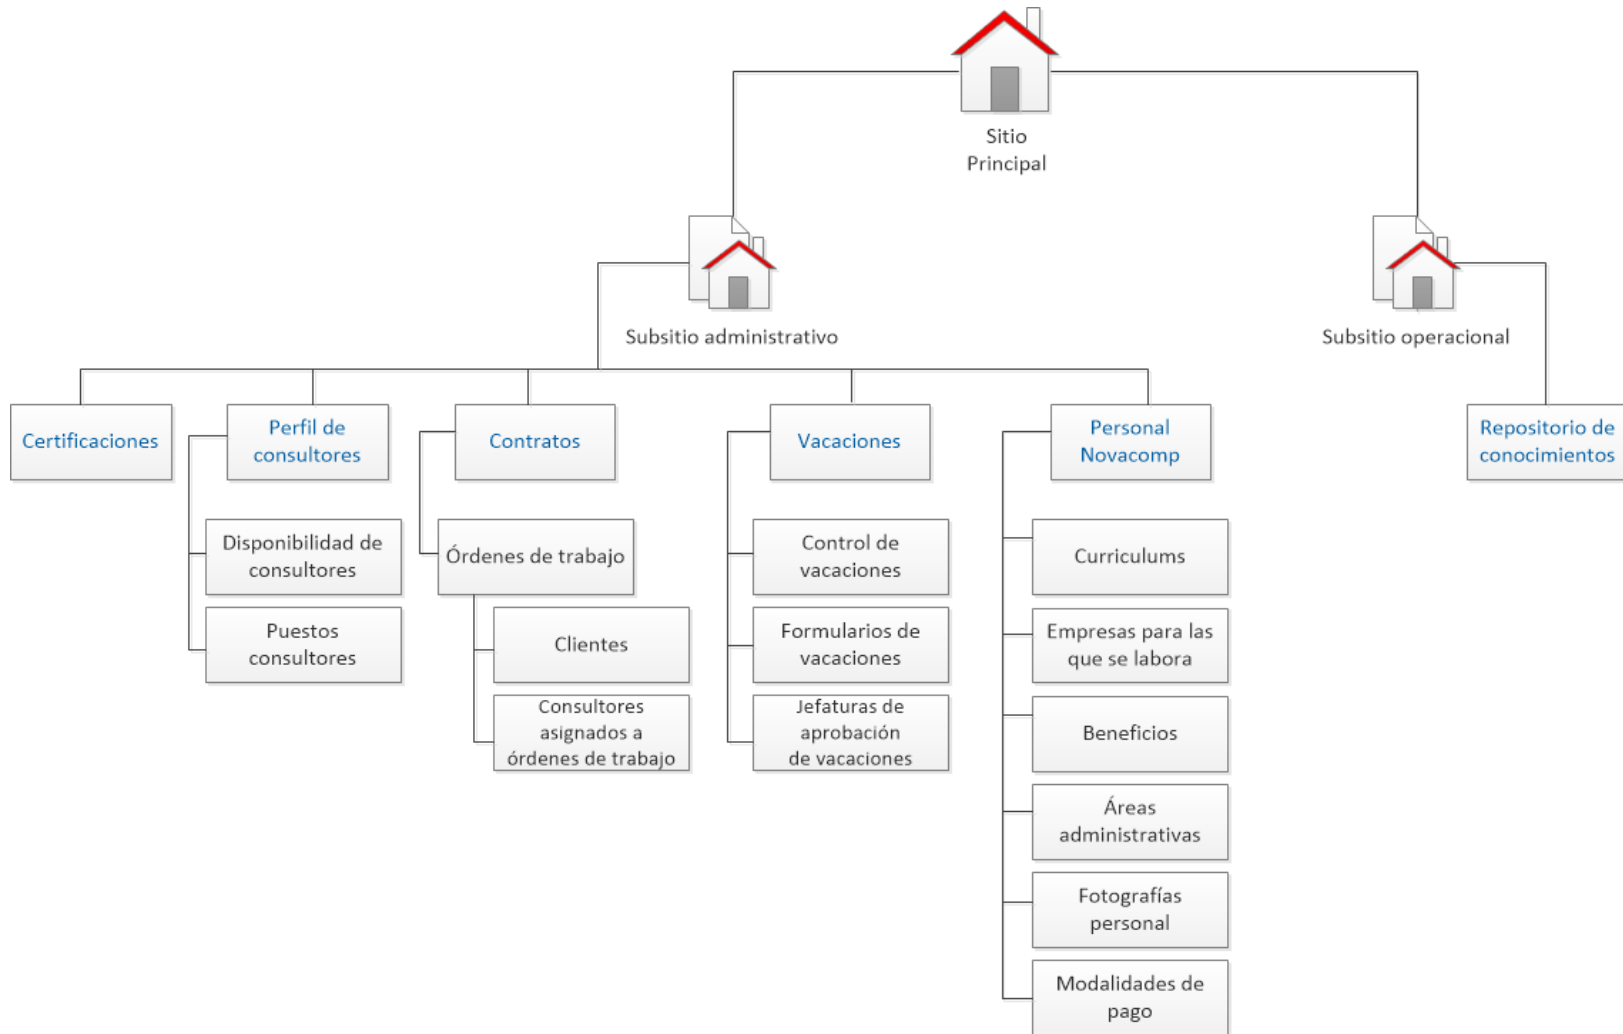 Sitio
Principal
Subsitio administrativo
Subsitio operacional
Certificaciones
Perfil de
consultores
Contratos
Vacaciones
Personal
Novacomp
Repositorio de
conocimientos
Disponibilidad de
consultores
Puestos
consultores
Órdenes de trabajo
Clientes
Consultores
asignados a
órdenes de trabajo
Control de
vacaciones
Formularios de
vacaciones
Jefaturas de
aprobación
de vacaciones
Curriculums
Empresas para las
que se labora
Beneficios
Áreas
administrativas
Fotografías
personal
Modalidades de
pago